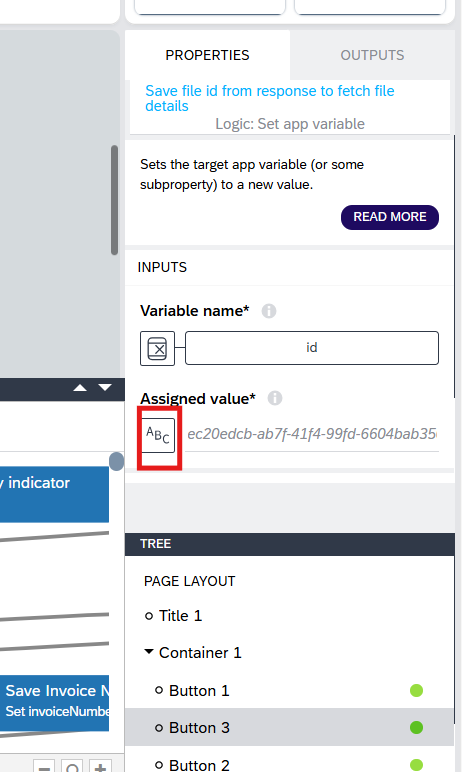 PROPERTIES
OUTPUTS
Save file id from response to fetch file
details
Logic: Set app variable
Sets the target app variable (or some
subproperty) to a new value.
READ MORE
INPUTS
Variable name*
id
Assigned value*
ABC
ec20edcb-ab7f-41f4-99fd-6604bab35
y indicator
TREE
PAGE LAYOUT
Title 1
Container 1
Save Invoice N
Set invoiceNumbe
Button 1
Button 3
Button 2